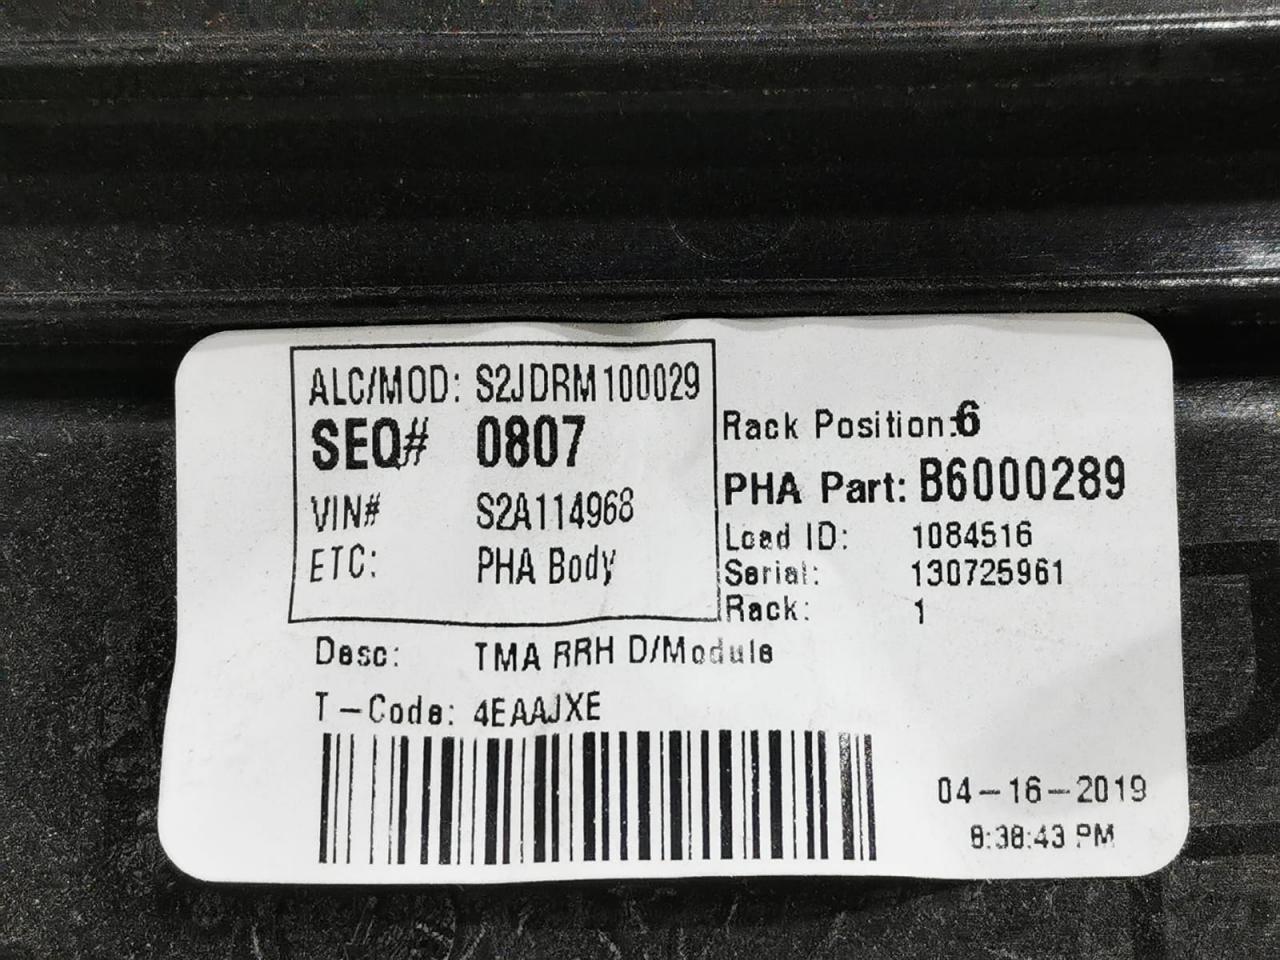 ALC/MOD: S2JDRM100029
SEQ# 0807
VIN# S2A114968
ETC: PHA Body
Rack Position:6
PHA Part: B6000289
Load ID: 1084516
Serial: 130725961
Rack: 1
Desc: TMA RRH D/Module
T-Code: 4EAAJXE
04-16-2019
8:38:43 PM